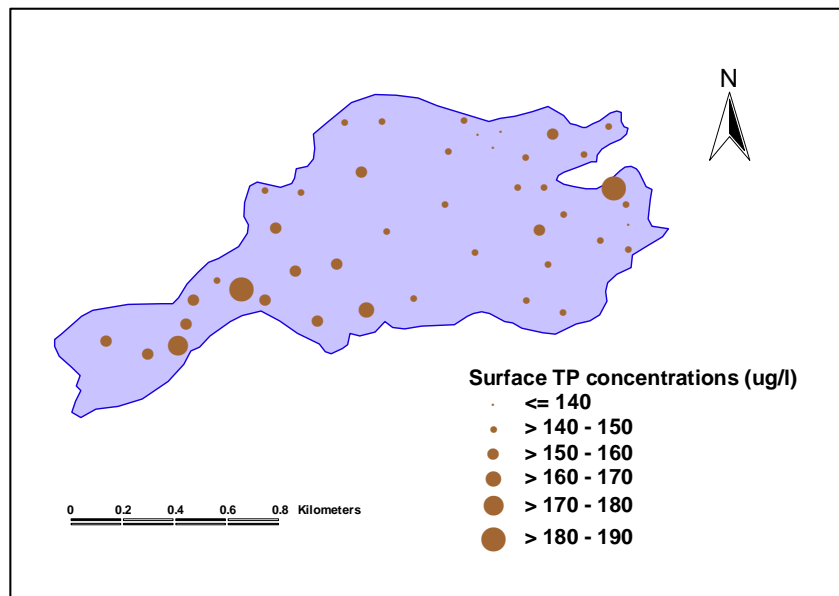 N
Surface TP concentrations (ug/l)
<= 140
> 140 - 150
> 150 - 160
> 160 - 170
> 170 - 180
> 180 - 190
0 0.2 0.4 0.6 0.8 Kilometers